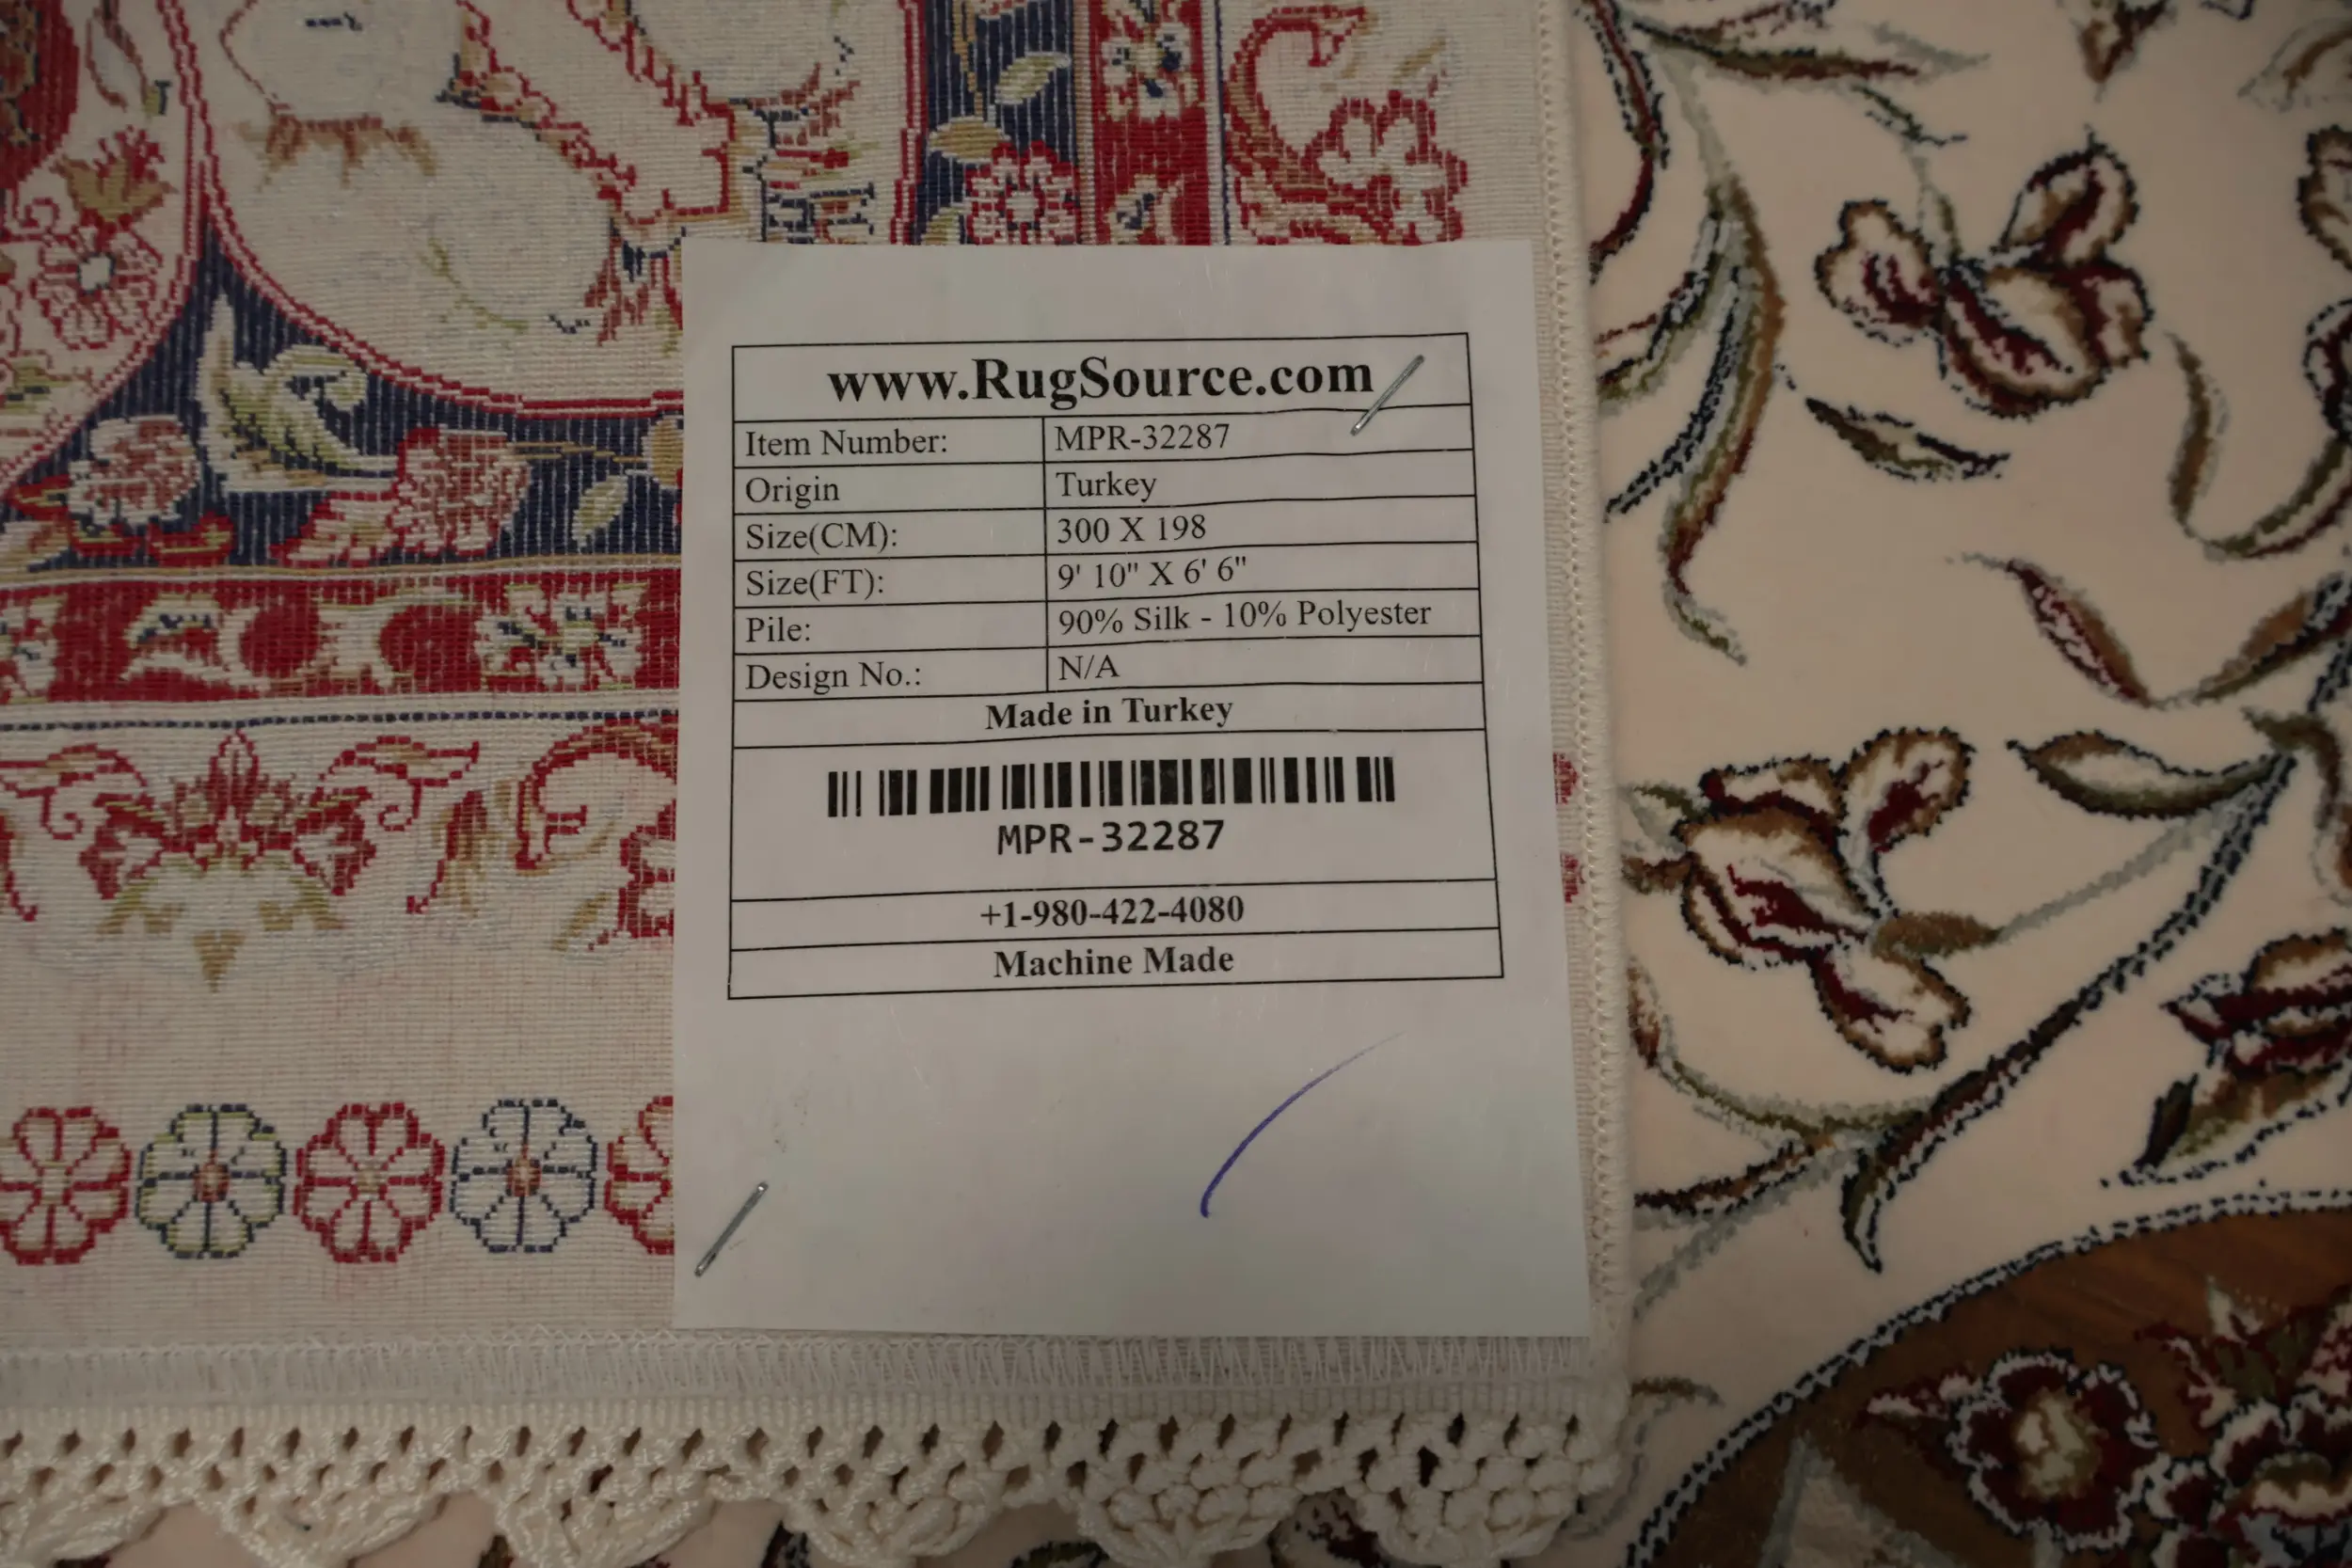 www.RugSource.com
Item Number: MPR-32287
Origin Turkey
Size(CM): 300 X 198
Size(FT): 9' 10" X 6' 6"
Pile: 90% Silk - 10% Polyester
Design No.: N/A
Made in Turkey
MPR-32287
+1-980-422-4080
Machine Made